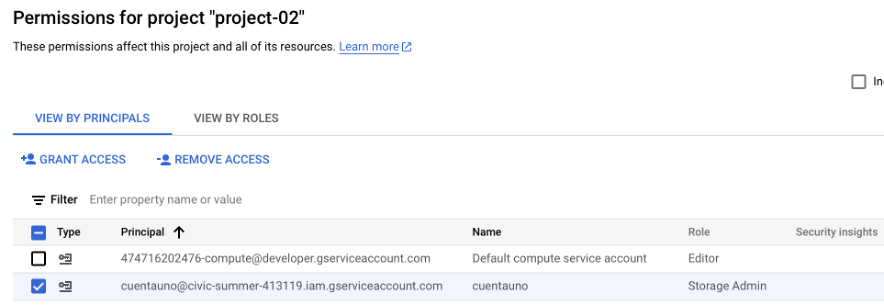 Permissions for project "project-02"
These permissions affect this project and all of its resources. Learn more
VIEW BY PRINCIPALS VIEW BY ROLES
GRANT ACCESS REMOVE ACCESS
Filter Enter property name or value
Type Principal Name Role Security insights
474716202476-compute@developer.gserviceaccount.com Default compute service account Editor
cuentauno@civic-summer-413119.iam.gserviceaccount.com cuentauno Storage Admin